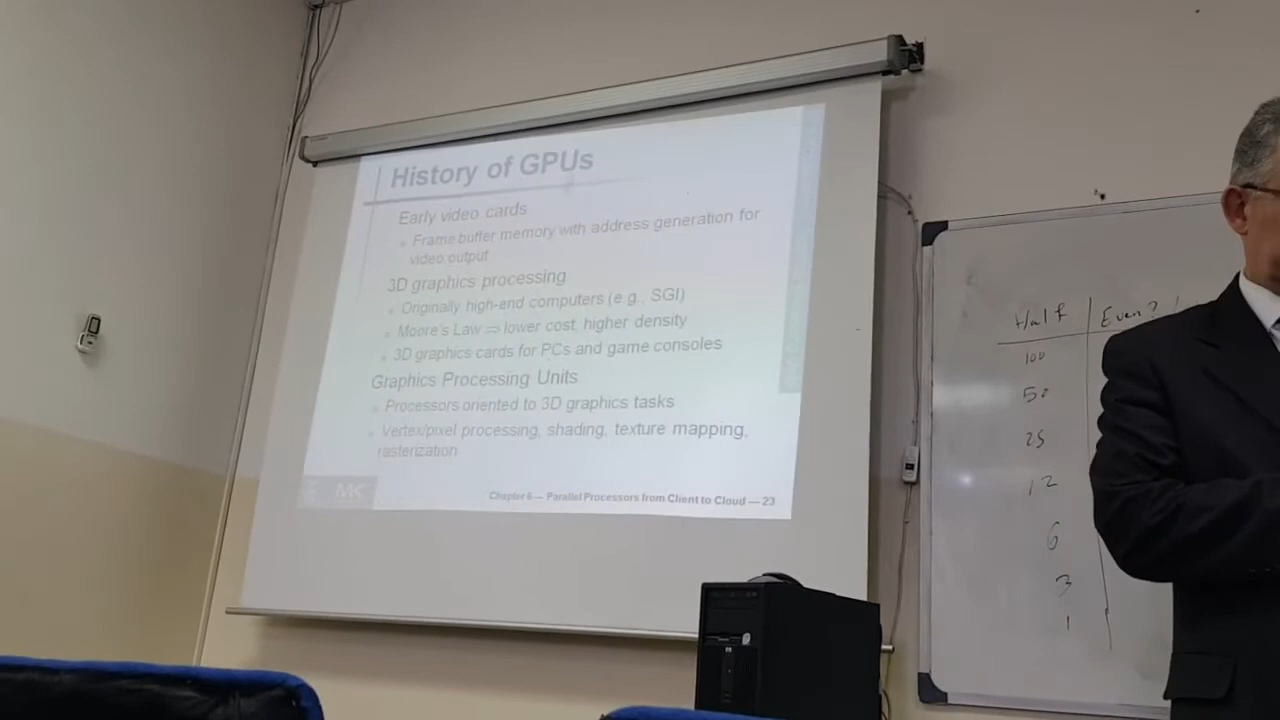 History of GPUs
Early video cards
Frame buffer memory with address generation for
video output
3D graphics processing
Originally high-end computers (e.g., SGI)
Moore's Law ⇒ lower cost, higher density
3D graphics cards for PCs and game consoles
Graphics Processing Units
Processors oriented to 3D graphics tasks
Vertex/pixel processing, shading, texture mapping,
rasterization
MK
Chapter 6 — Parallel Processors from Client to Cloud — 23
Half Even?
100
50
25
12
6
3
1
hp